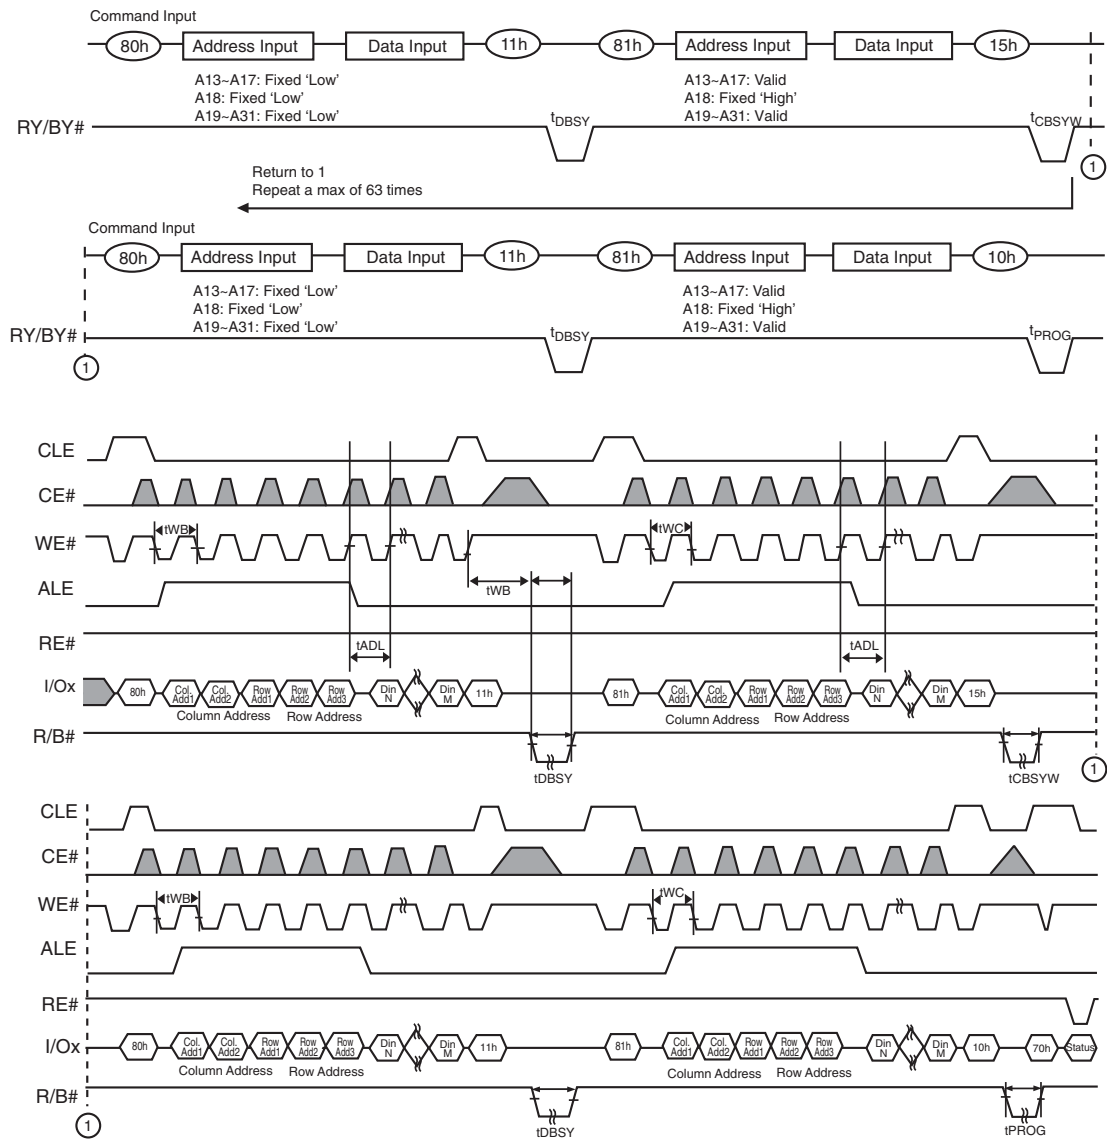 Command Input
80h Address Input Data Input 11h 81h Address Input Data Input 15h
A13~A17: Fixed ‘Low’ A13~A17: Valid
A18: Fixed ‘Low’ A18: Fixed ‘High’
A19~A31: Fixed ‘Low’ A19~A31: Valid
RY/BY# tDBSY tCBSYW
1
Return to 1
Repeat a max of 63 times
Command Input
80h Address Input Data Input 11h 81h Address Input Data Input 10h
A13~A17: Fixed ‘Low’ A13~A17: Valid
A18: Fixed ‘Low’ A18: Fixed ‘High’
A19~A31: Fixed ‘Low’ A19~A31: Valid
RY/BY# tDBSY tPROG
1
CLE
CE#
WE# tWB tWC
ALE tWB
RE# tADL tADL
I/Ox 80h Col. Add1 Col. Add2 Row Add1 Row Add2 Row Add3 Din N Din M 11h 81h Col. Add1 Col. Add2 Row Add1 Row Add2 Row Add3 Din N Din M 15h
Column Address Row Address Column Address Row Address
R/B#
tDBSY tCBSYW 1
CLE
CE#
WE# tWB tWC
ALE
RE#
I/Ox 80h Col. Add1 Col. Add2 Row Add1 Row Add2 Row Add3 Din N Din M 11h 81h Col. Add1 Col. Add2 Row Add1 Row Add2 Row Add3 Din N Din M 10h 70h Status
Column Address Row Address Column Address Row Address
R/B#
1 tDBSY tPROG